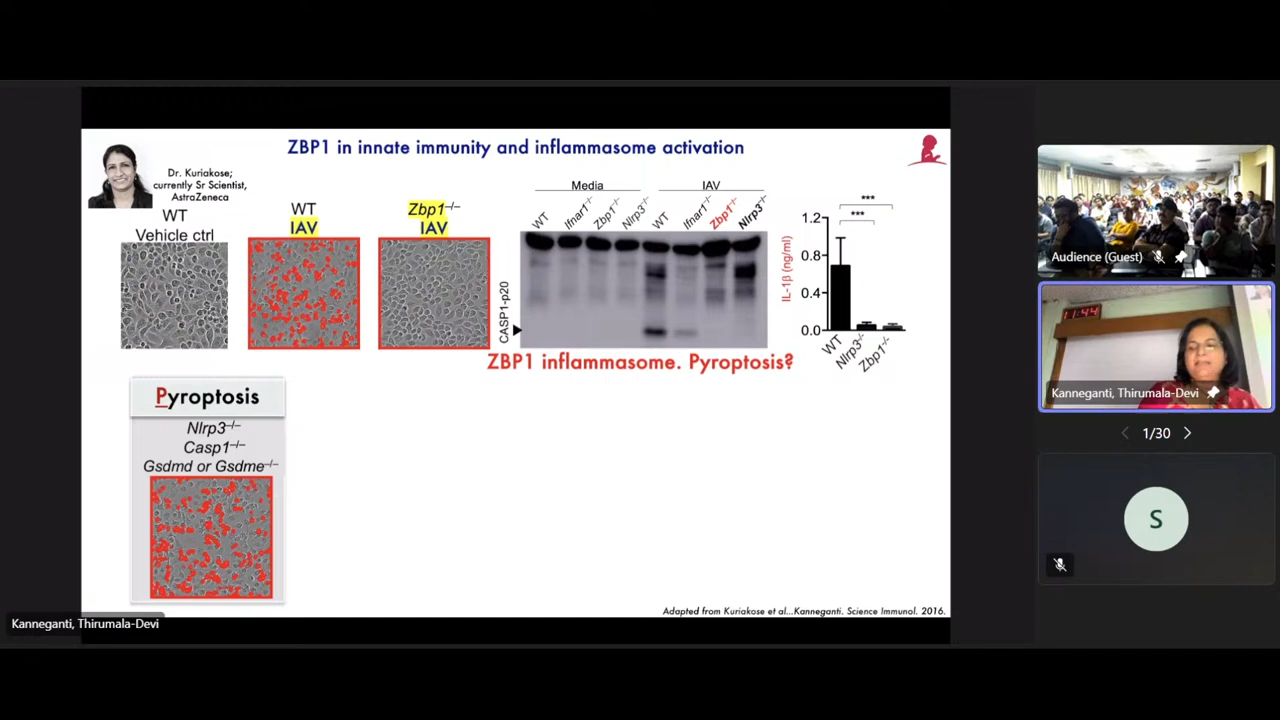 ZBP1 in innate immunity and inflammasome activation
Dr. Kuriakose;
currently Sr Scientist,
AstraZeneca
WT
Vehicle ctrl
WT
IAV
Zbp1–/–
IAV
Media
IAV
WT
Ifnar1–/–
Zbp1–/–
Nlrp3–/–
WT
Ifnar1–/–
Zbp1–/–
Nlrp3–/–
CASP1-p20
IL-1β (ng/ml)
***
***
1.2
0.8
0.4
0.0
WT
Nlrp3–/–
Zbp1–/–
ZBP1 inflammasome. Pyroptosis?
Pyroptosis
Nlrp3–/–
Casp1–/–
Gsdmd or Gsdme–/–
Adapted from Kuriakose et al...Kanneganti. Science Immunol. 2016.
Kanneganti, Thirumala-Devi
Audience (Guest)
11:44
Kanneganti, Thirumala-Devi
1/30
S